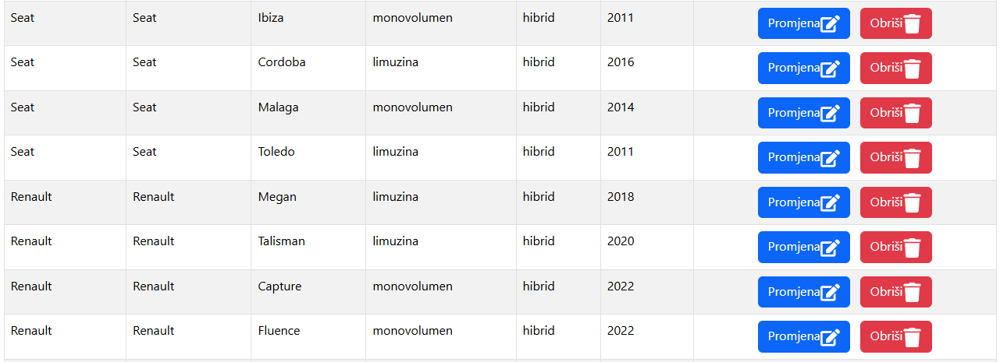 Seat Seat Ibiza monovolumen hibrid 2011 Promjena Obriši
Seat Seat Cordoba limuzina hibrid 2016 Promjena Obriši
Seat Seat Malaga monovolumen hibrid 2014 Promjena Obriši
Seat Seat Toledo limuzina hibrid 2011 Promjena Obriši
Renault Renault Megan limuzina hibrid 2018 Promjena Obriši
Renault Renault Talisman limuzina hibrid 2020 Promjena Obriši
Renault Renault Capture monovolumen hibrid 2022 Promjena Obriši
Renault Renault Fluence monovolumen hibrid 2022 Promjena Obriši